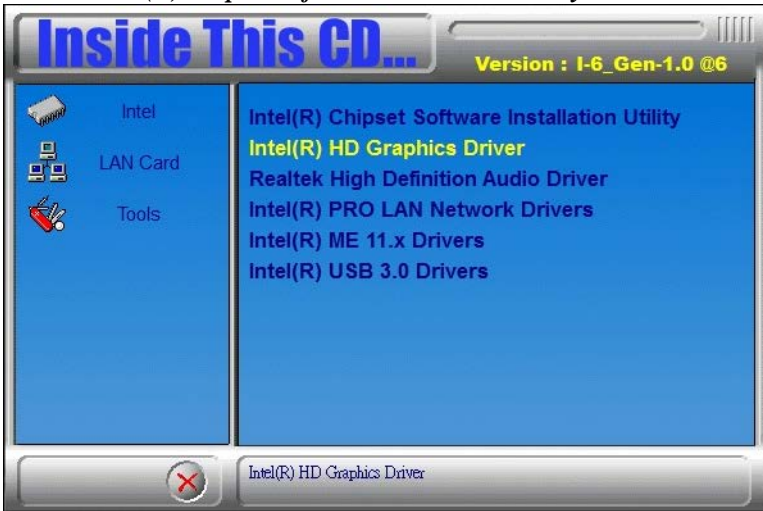 Inside This CD...
Version : I-6_Gen-1.0 @6
Intel
LAN Card
Tools
Intel(R) Chipset Software Installation Utility
Intel(R) HD Graphics Driver
Realtek High Definition Audio Driver
Intel(R) PRO LAN Network Drivers
Intel(R) ME 11.x Drivers
Intel(R) USB 3.0 Drivers
Intel(R) HD Graphics Driver